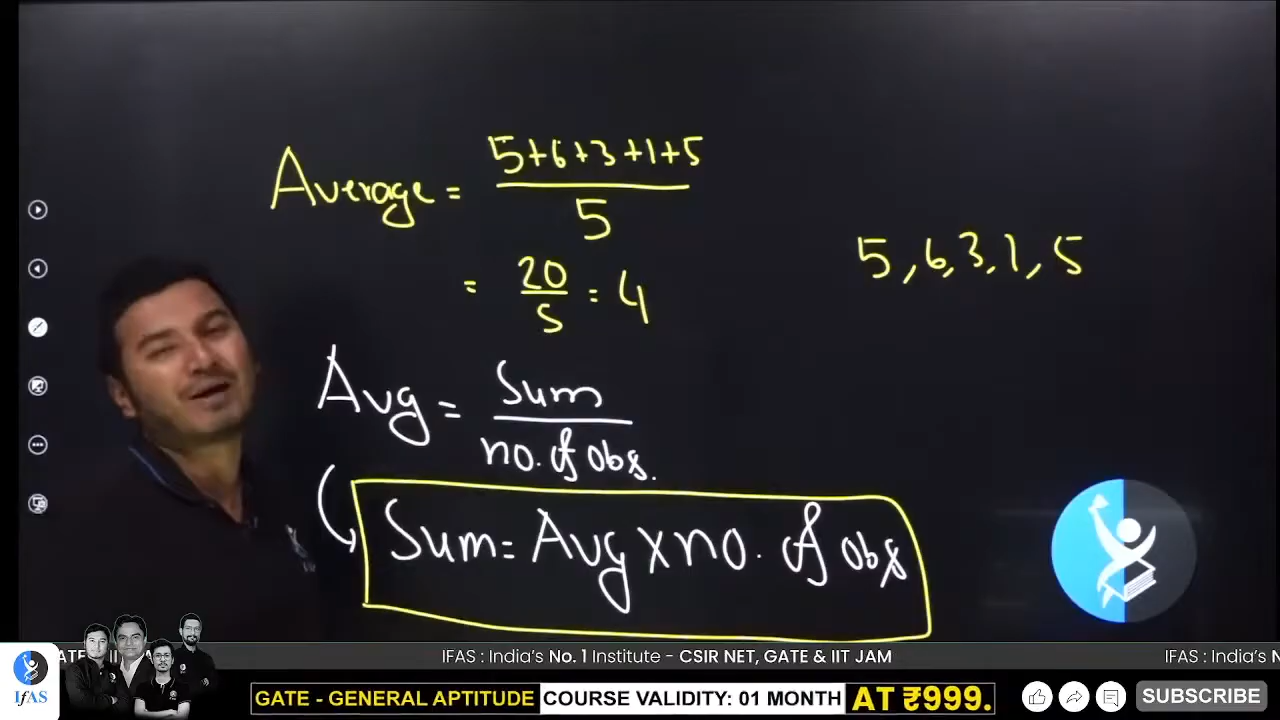 Average = 5+6+3+1+5
5
= 20
5 = 4
5, 6, 3, 1, 5
Avg = Sum
no. of obs.
Sum = Avg x no. of obs
IFAS
IFAS : India's No. 1 Institute - CSIR NET, GATE & IIT JAM
IFAS : India's N
GATE - GENERAL APTITUDE COURSE VALIDITY: 01 MONTH AT ₹999.
SUBSCRIBE